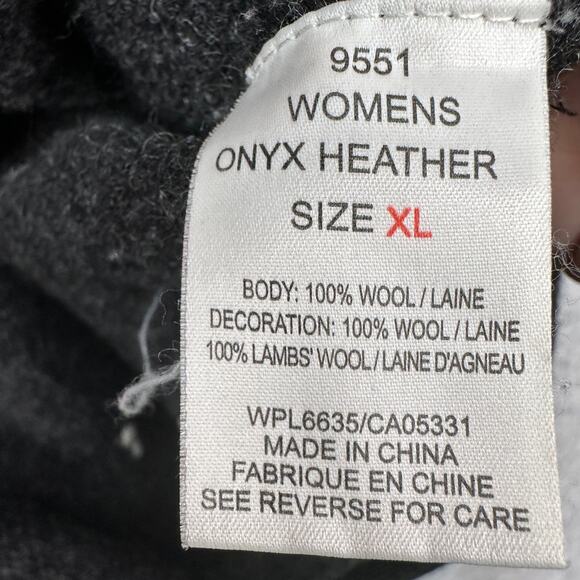 9551
WOMENS
ONYX HEATHER
SIZE XL
BODY: 100% WOOL/LAINE
DECORATION: 100% WOOL/LAINE
100% LAMBS' WOOL/LAINE D'AGNEAU
WPL6635/CA05331
MADE IN CHINA
FABRIQUE EN CHINE
SEE REVERSE FOR CARE